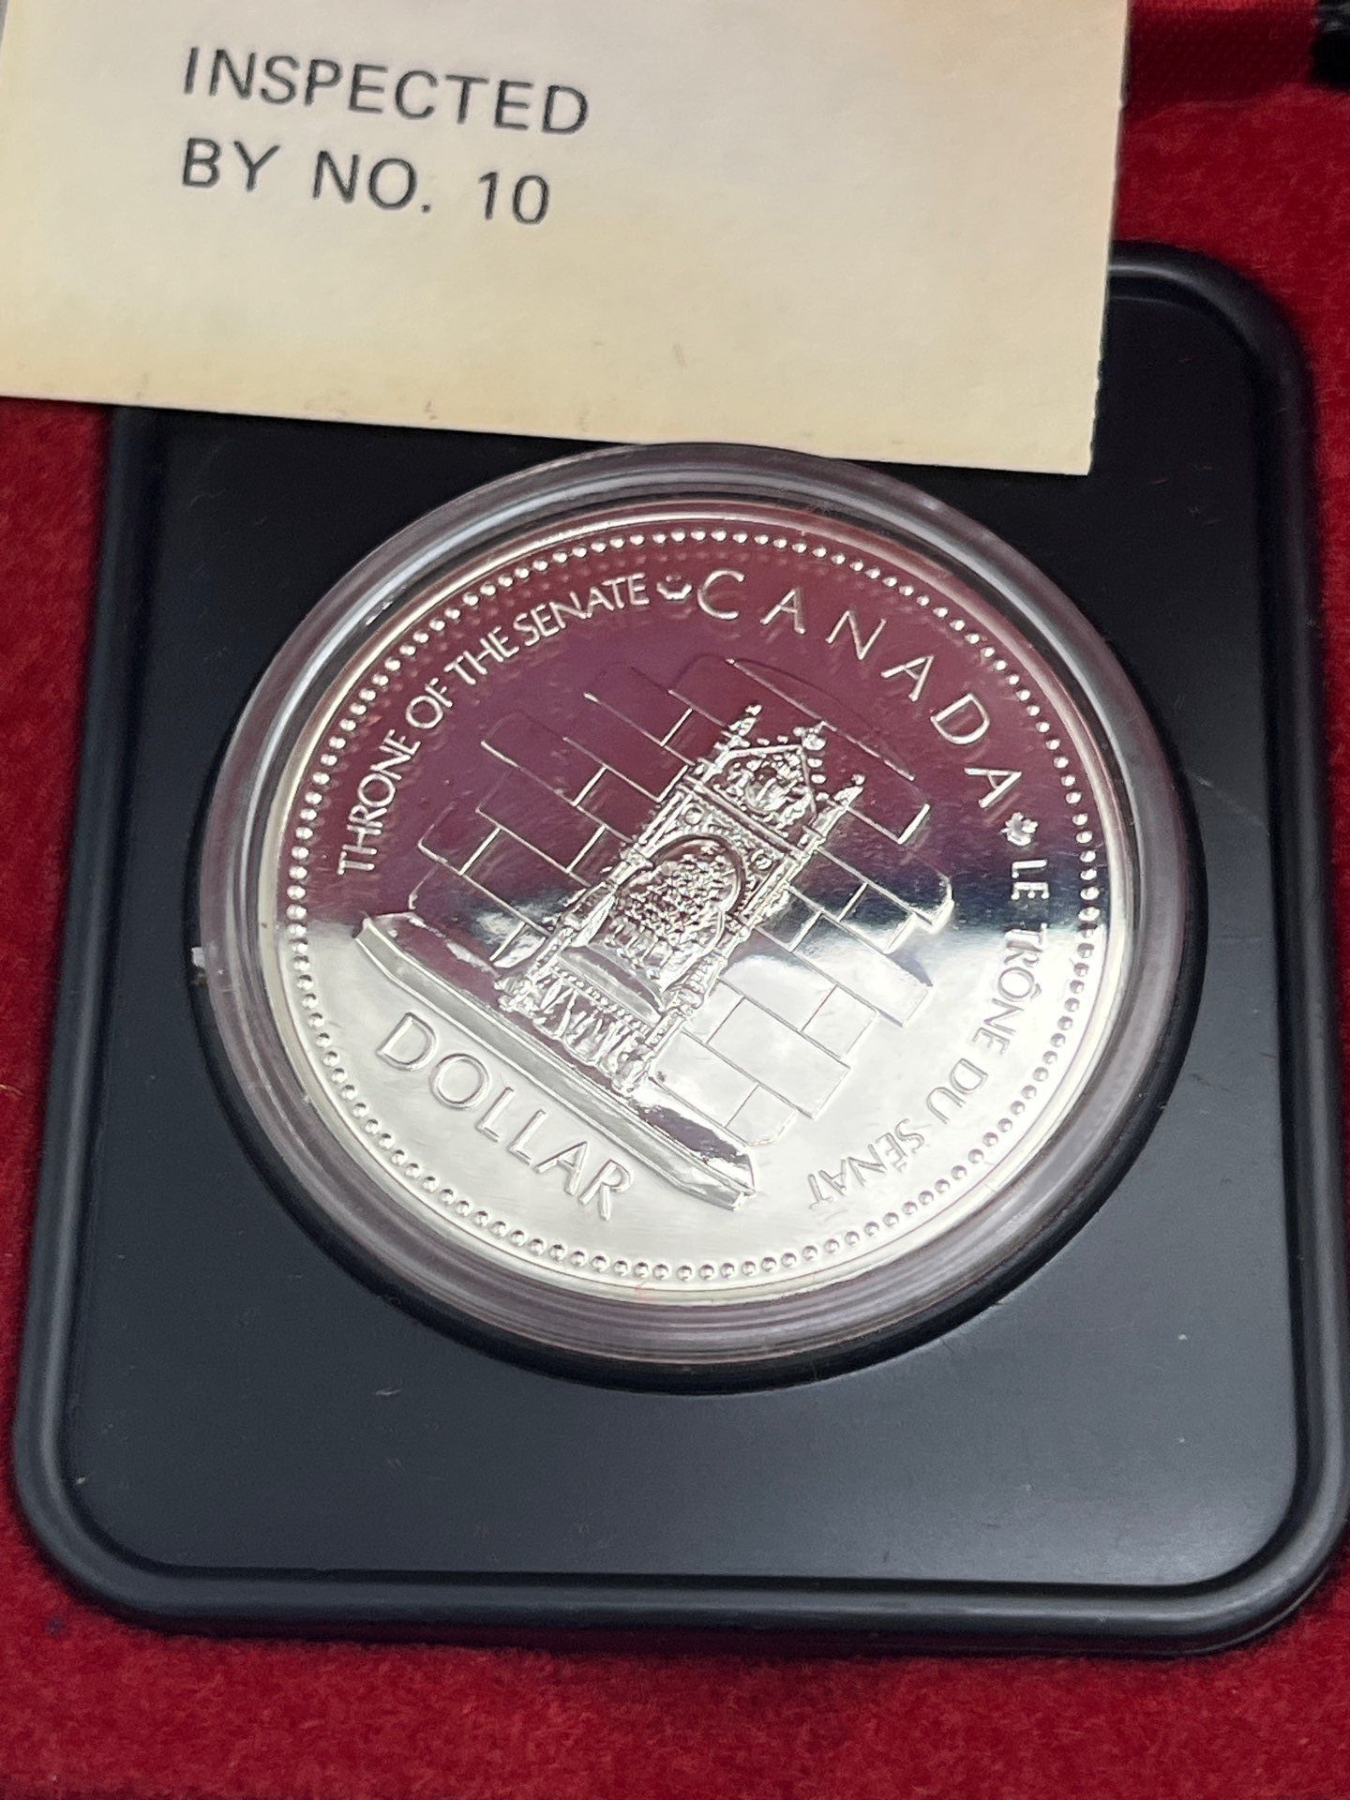 INSPECTED
BY NO. 10
THRONE OF THE SENATE
CANADA
LE TRÔNE DU SÉNAT
DOLLAR